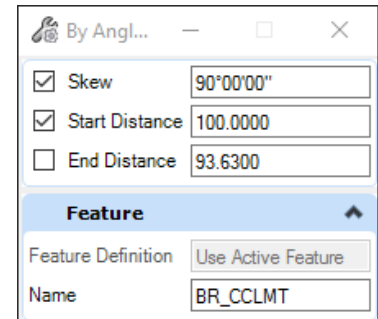 By Angl...
Skew 90°00'00"
Start Distance 100.0000
End Distance 93.6300
Feature
Feature Definition Use Active Feature
Name BR_CCLMT